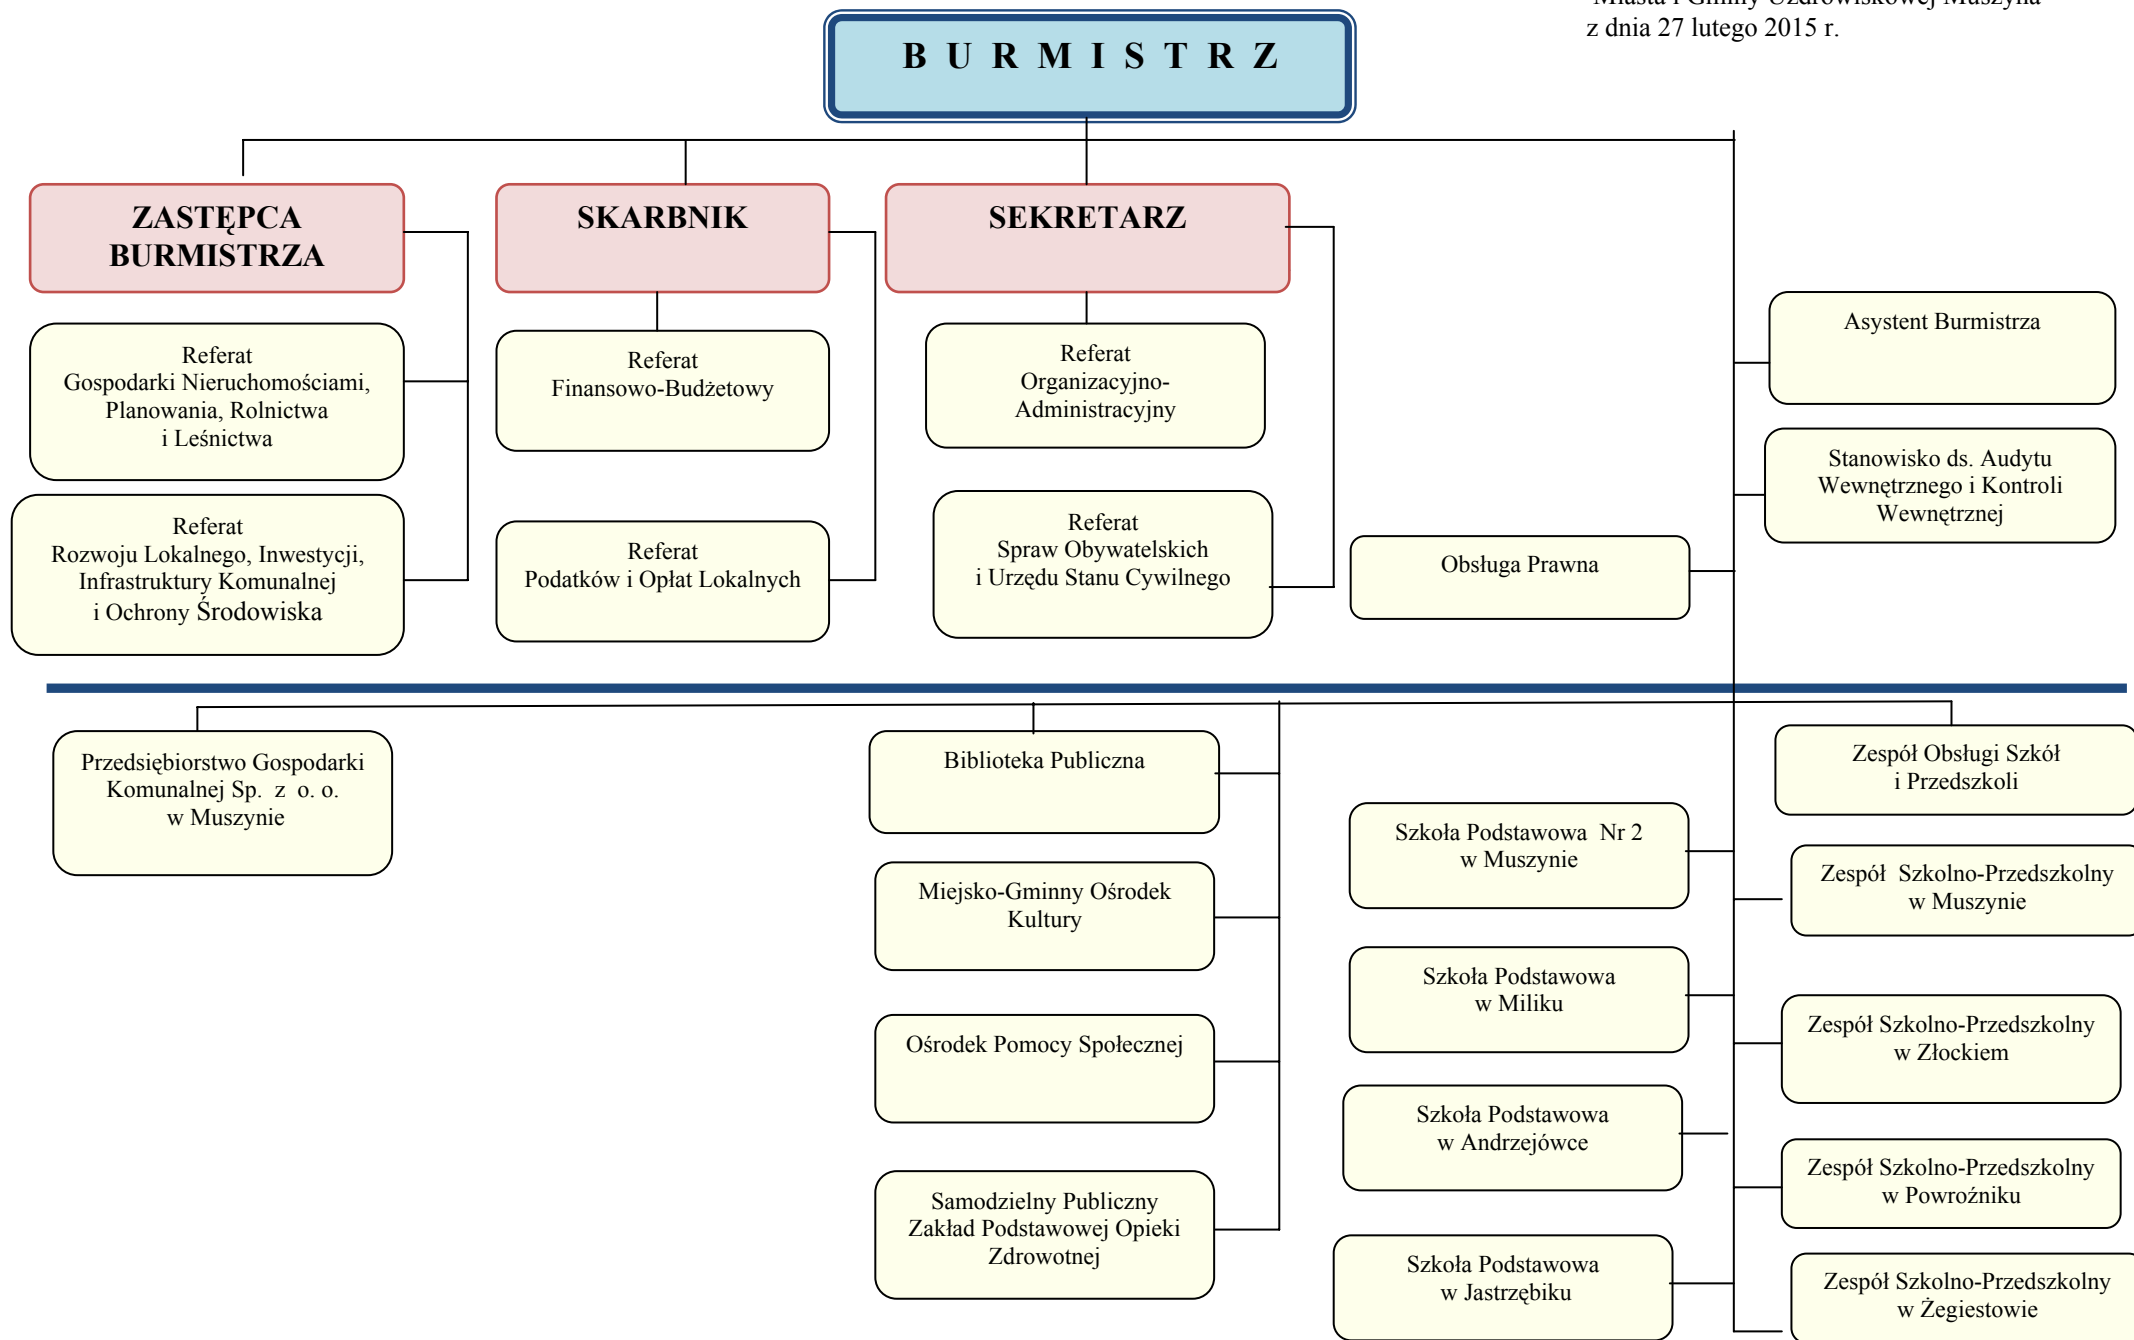 Miasta i Gminy Uzdrowiskowej Muszyna
z dnia 27 lutego 2015 r.
B U R M I S T R Z
ZASTĘPCA
BURMISTRZA
SKARBNIK
SEKRETARZ
Asystent Burmistrza
Referat
Gospodarki Nieruchomościami,
Planowania, Rolnictwa
i Leśnictwa
Referat
Finansowo-Budżetowy
Referat
Organizacyjno-
Administracyjny
Stanowisko ds. Audytu
Wewnętrznego i Kontroli
Wewnętrznej
Referat
Rozwoju Lokalnego, Inwestycji,
Infrastruktury Komunalnej
i Ochrony Środowiska
Referat
Podatków i Opłat Lokalnych
Referat
Spraw Obywatelskich
i Urzędu Stanu Cywilnego
Obsługa Prawna
Przedsiębiorstwo Gospodarki
Komunalnej Sp. z o. o.
w Muszynie
Biblioteka Publiczna
Zespół Obsługi Szkół
i Przedszkoli
Szkoła Podstawowa Nr 2
w Muszynie
Zespół Szkolno-Przedszkolny
w Muszynie
Miejsko-Gminny Ośrodek
Kultury
Szkoła Podstawowa
w Miliku
Zespół Szkolno-Przedszkolny
w Złockiem
Ośrodek Pomocy Społecznej
Szkoła Podstawowa
w Andrzejówce
Zespół Szkolno-Przedszkolny
w Powroźniku
Samodzielny Publiczny
Zakład Podstawowej Opieki
Zdrowotnej
Szkoła Podstawowa
w Jastrzębiku
Zespół Szkolno-Przedszkolny
w Żegiestowie